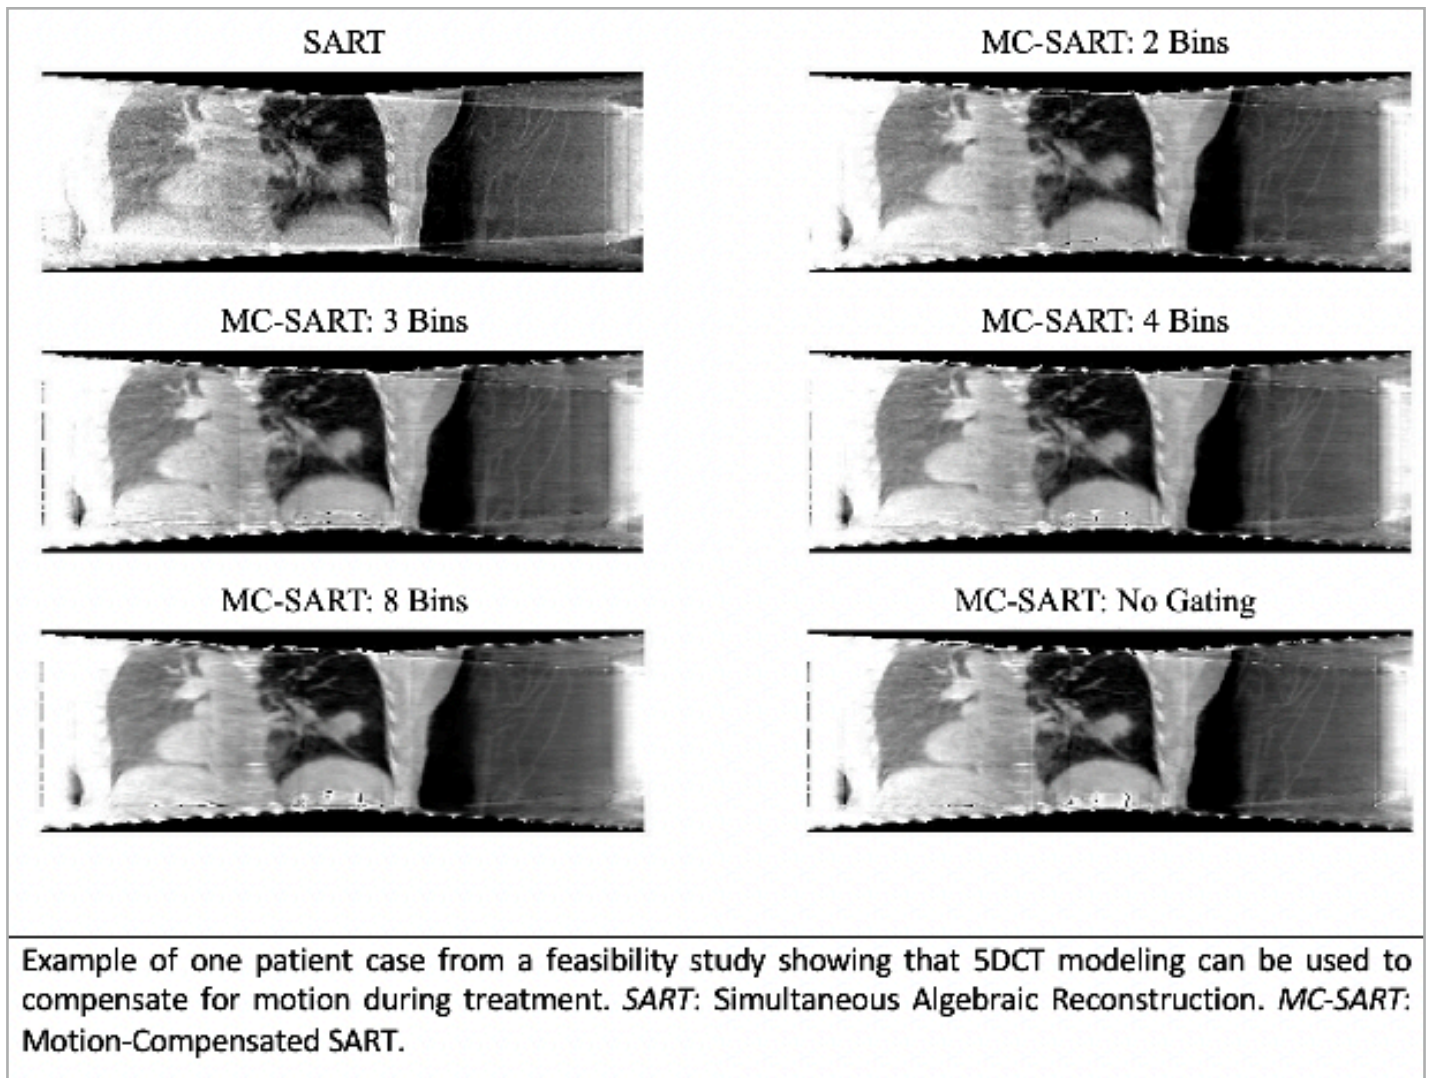 SART
MC-SART: 2 Bins
MC-SART: 3 Bins
MC-SART: 4 Bins
MC-SART: 8 Bins
MC-SART: No Gating
Example of one patient case from a feasibility study showing that 5DCT modeling can be used to
compensate for motion during treatment. SART: Simultaneous Algebraic Reconstruction. MC-SART:
Motion-Compensated SART.